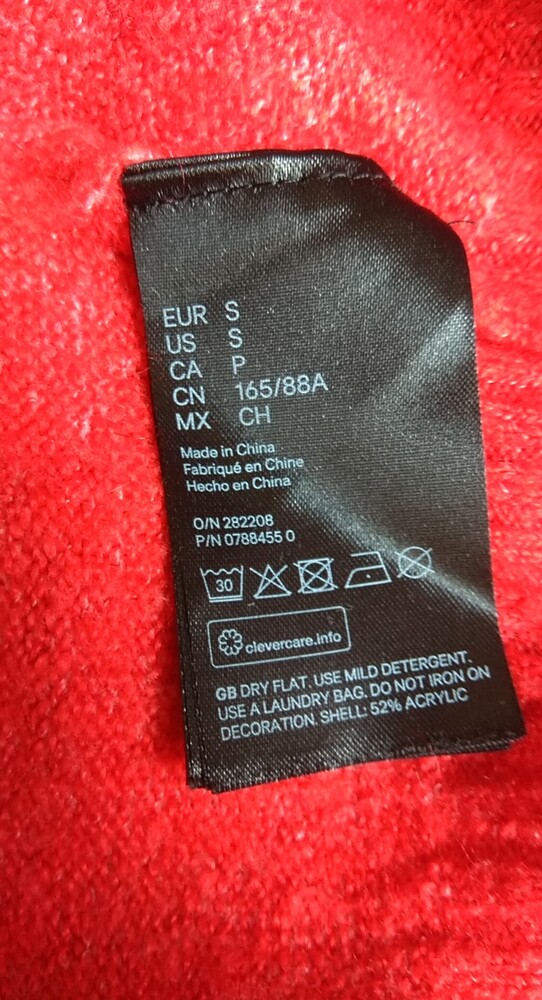 EUR S
US S
CA P
CN 165/88A
MX CH
Made in China
Fabriqué en Chine
Hecho en China
O/N 282208
P/N 0788455 0
30
clevercare.info
GB DRY FLAT. USE MILD DETERGENT.
USE A LAUNDRY BAG. DO NOT IRON ON
DECORATION. SHELL: 52% ACRYLIC